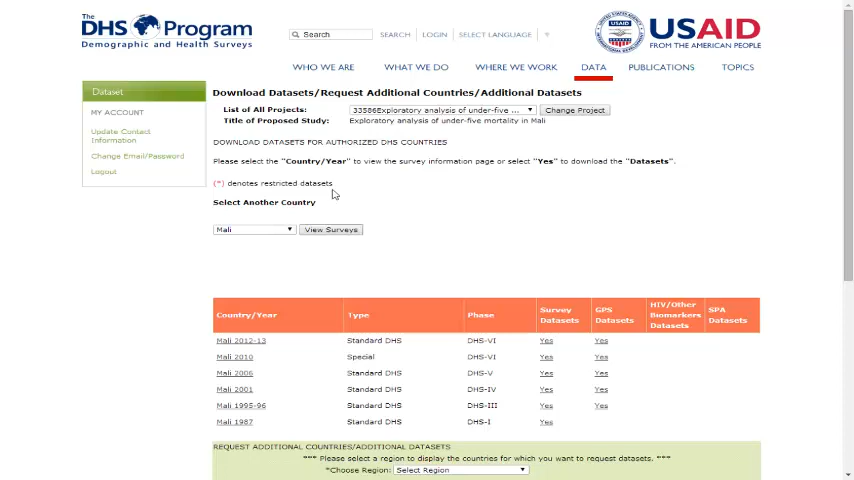 The
DHS Program
Demographic and Health Surveys
Search
SEARCH
LOGIN
SELECT LANGUAGE
USAID
FROM THE AMERICAN PEOPLE
WHO WE ARE
WHAT WE DO
WHERE WE WORK
DATA
PUBLICATIONS
TOPICS
Dataset
MY ACCOUNT
Update Contact
Information
Change Email/Password
Logout
Download Datasets/Request Additional Countries/Additional Datasets
List of All Projects: 33586Exploratory analysis of under-five ... Change Project
Title of Proposed Study: Exploratory analysis of under-five mortality in Mali
DOWNLOAD DATASETS FOR AUTHORIZED DHS COUNTRIES
Please select the "Country/Year" to view the survey information page or select "Yes" to download the "Datasets".
(*) denotes restricted datasets
Select Another Country
Mali View Surveys
Country/Year Type Phase Survey Datasets GPS Datasets HIV/Other Biomarkers Datasets SPA Datasets
Mali 2012-13 Standard DHS DHS-VI Yes Yes
Mali 2010 Special DHS-VI Yes Yes
Mali 2006 Standard DHS DHS-V Yes Yes
Mali 2001 Standard DHS DHS-IV Yes Yes
Mali 1995-96 Standard DHS DHS-III Yes Yes
Mali 1987 Standard DHS DHS-I Yes
REQUEST ADDITIONAL COUNTRIES/ADDITIONAL DATASETS
*** Please select a region to display the countries for which you want to request datasets. ***
*Choose Region: Select Region